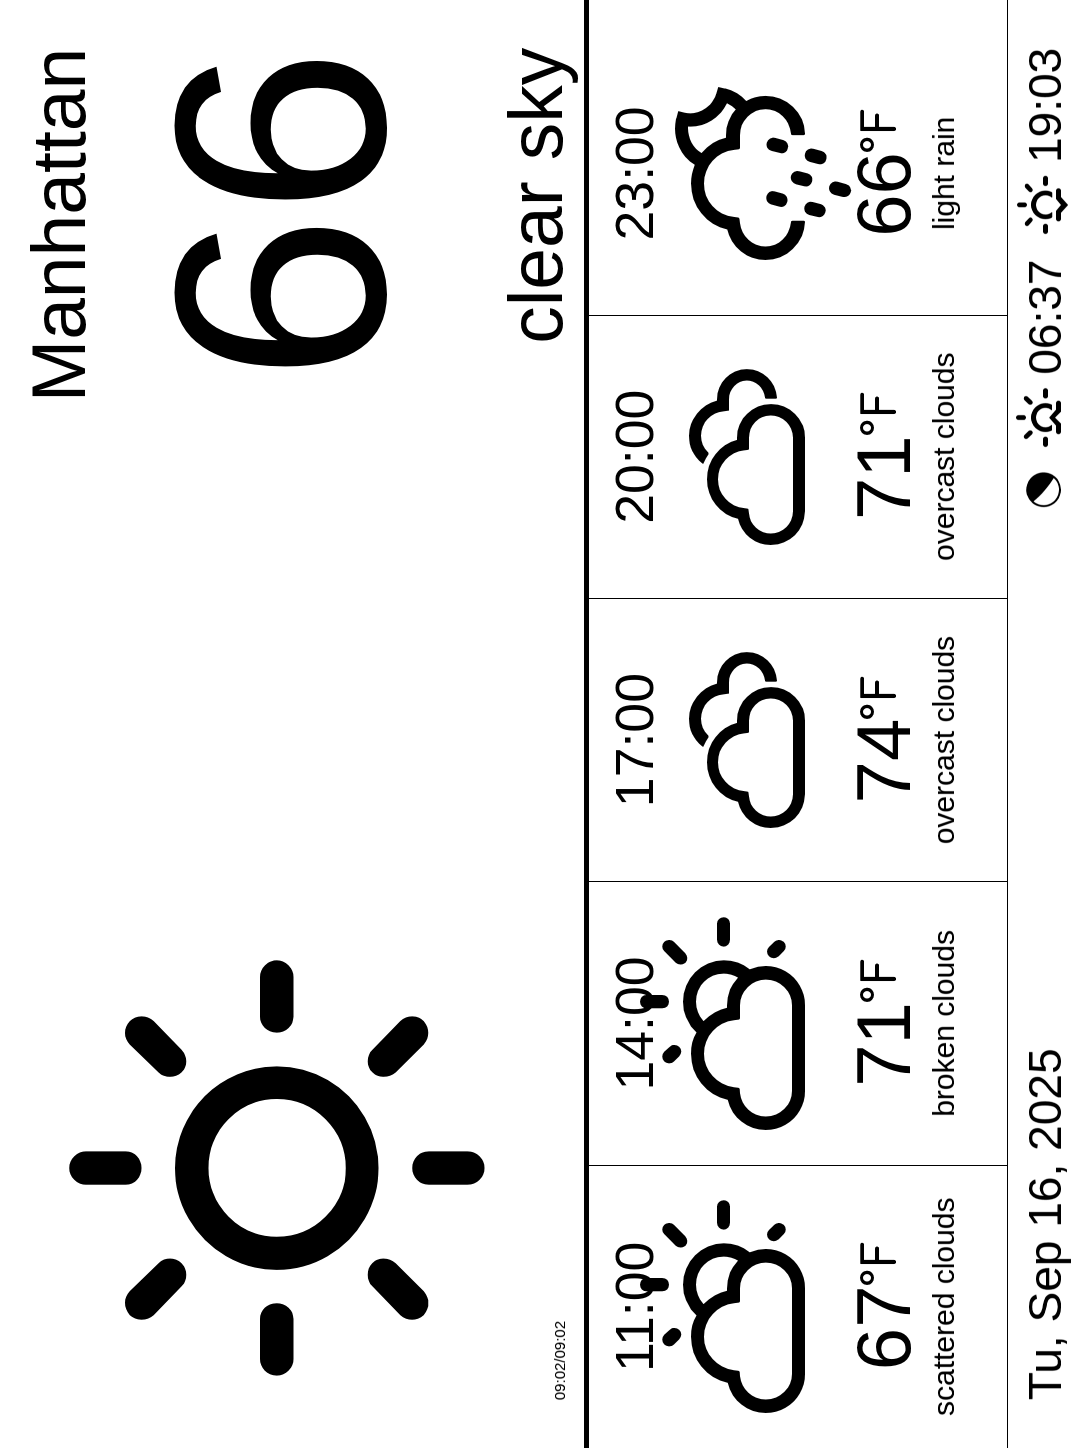 Manhattan
66
clear sky
09:02/09:02
11:00
14:00
17:00
20:00
23:00
67°F
71°F
74°F
71°F
66°F
scattered clouds
broken clouds
overcast clouds
overcast clouds
light rain
Tu, Sep 16, 2025
06:37
19:03